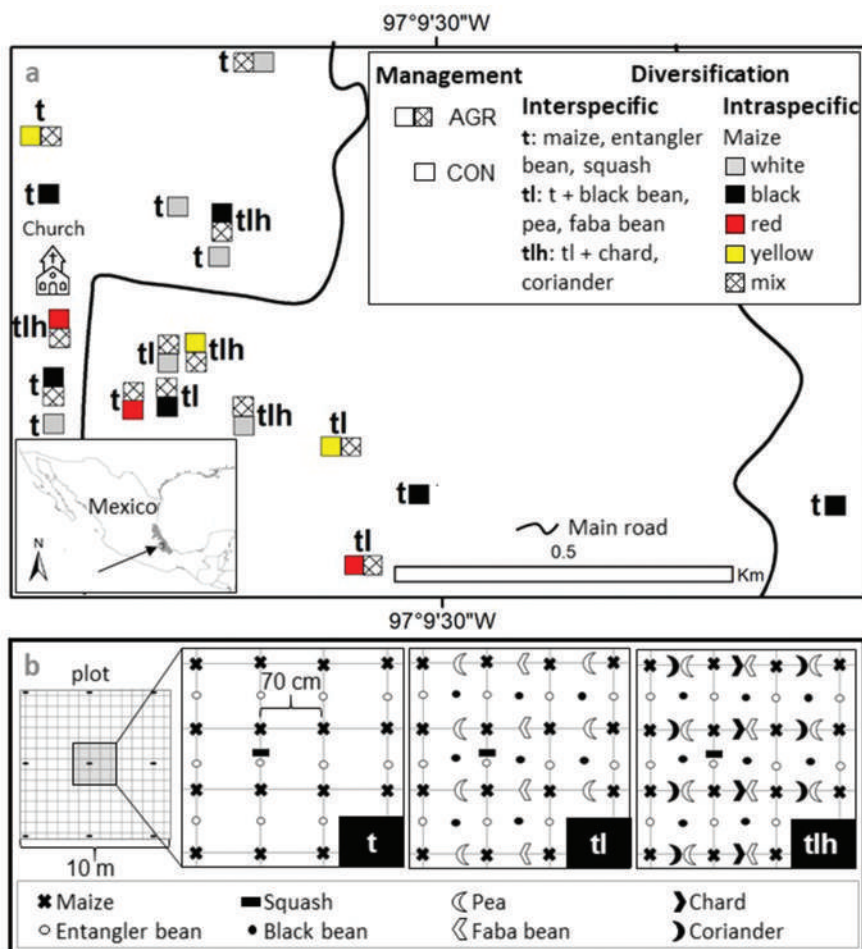 97°9'30"W
a
Management
Diversification
AGR
CON
Interspecific
t: maize, entangler
bean, squash
tl: t + black bean,
pea, faba bean
tlh: tl + chard,
coriander
Intraspecific
Maize
white
black
red
yellow
mix
t
t
t
t
tlh
t
Church
tlh
tl
tlh
t
t
tl
t
tlh
tl
t
t
tl
Mexico
N
Main road
0.5
Km
97°9'30"W
b
plot
10 m
70 cm
t
tl
tlh
Maize
Squash
Pea
Chard
Entangler bean
Black bean
Faba bean
Coriander